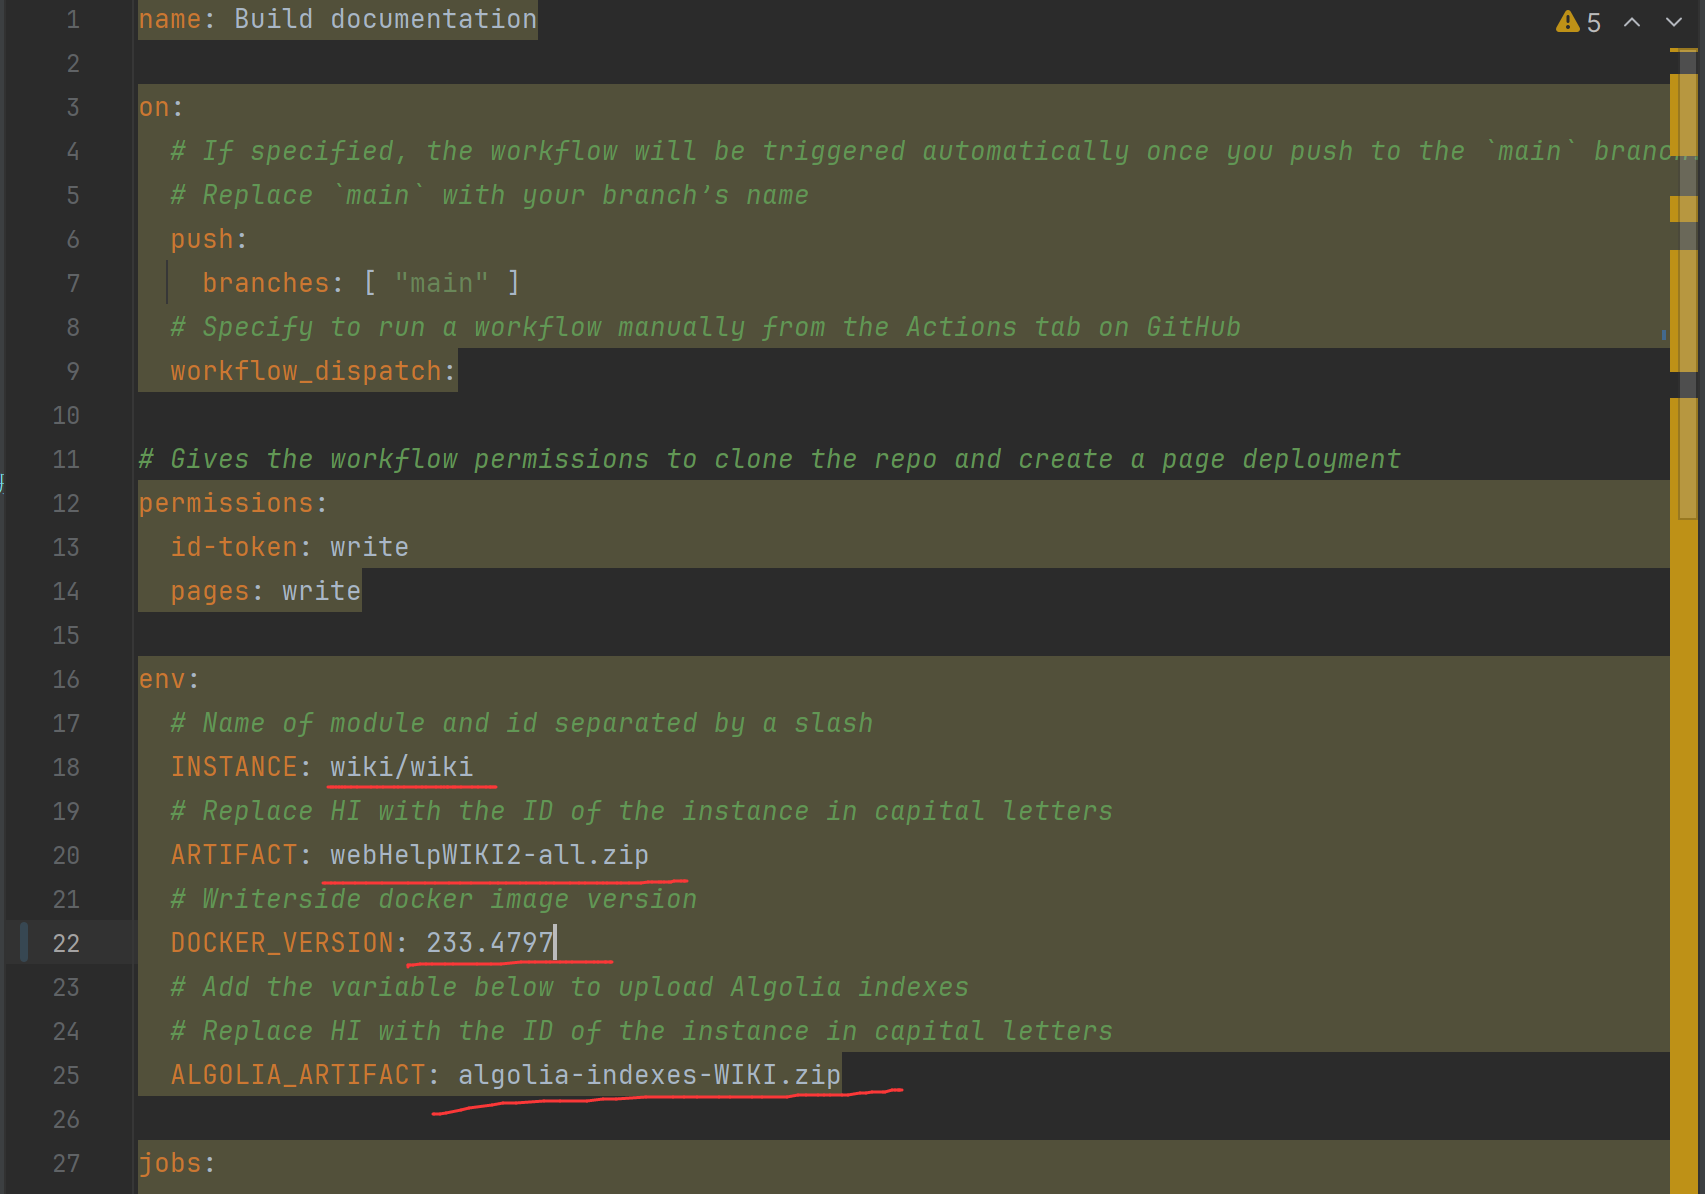 1 name: Build documentation
5
2
3 on:
4 # If specified, the workflow will be triggered automatically once you push to the `main`
5 # Replace `main` with your branch’s name
6 push:
7 branches: [ "main" ]
8 # Specify to run a workflow manually from the Actions tab on GitHub
9 workflow_dispatch:
10
11 # Gives the workflow permissions to clone the repo and create a page deployment
12 permissions:
13 id-token: write
14 pages: write
15
16 env:
17 # Name of module and id separated by a slash
18 INSTANCE: wiki/wiki
19 # Replace HI with the ID of the instance in capital letters
20 ARTIFACT: webHelpWIKI2-all.zip
21 # Writerside docker image version
22 DOCKER_VERSION: 233.4797
23 # Add the variable below to upload Algolia indexes
24 # Replace HI with the ID of the instance in capital letters
25 ALGOLIA_ARTIFACT: algolia-indexes-WIKI.zip
26
27 jobs: